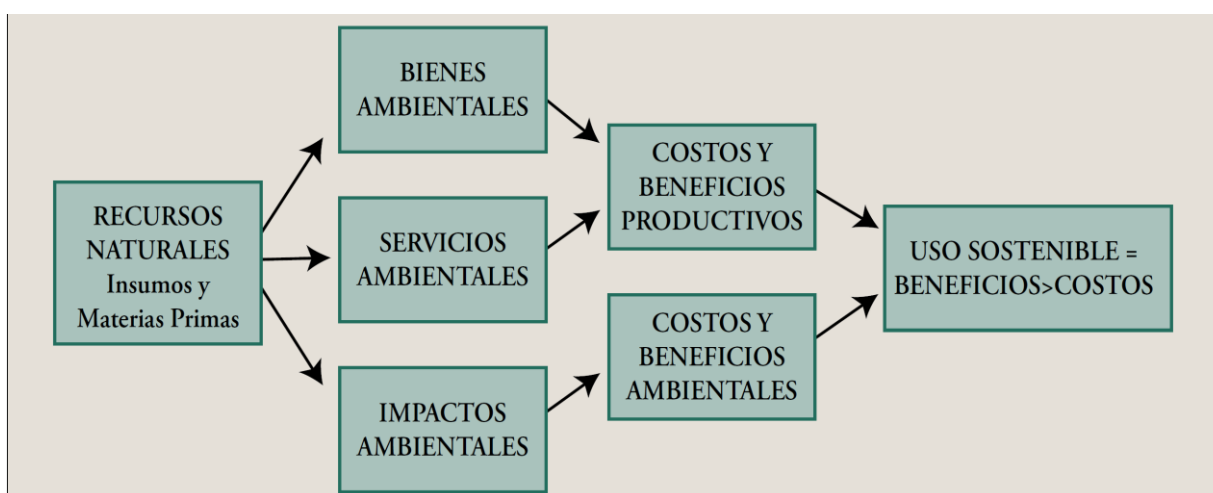 RECURSOS
NATURALES
Insumos y
Materias Primas
BIENES
AMBIENTALES
SERVICIOS
AMBIENTALES
IMPACTOS
AMBIENTALES
COSTOS Y
BENEFICIOS
PRODUCTIVOS
COSTOS Y
BENEFICIOS
AMBIENTALES
USO SOSTENIBLE =
BENEFICIOS>COSTOS